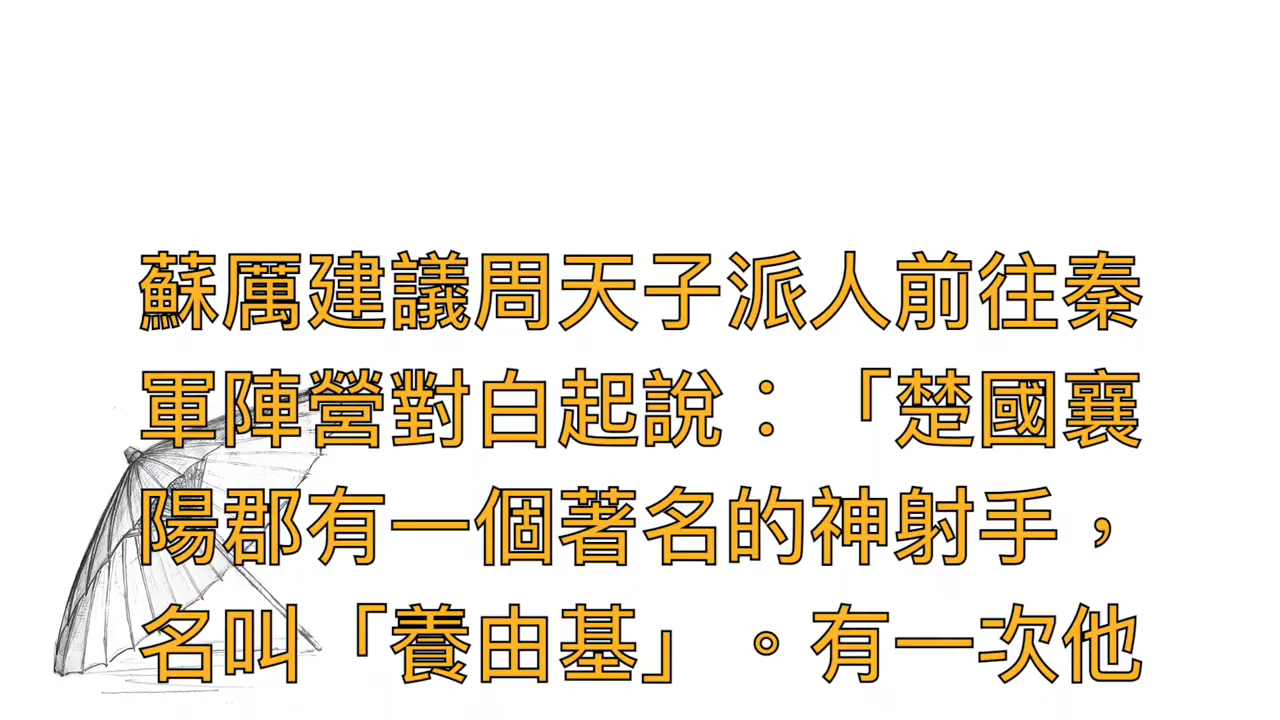 蘇厲建議周天子派人前往秦
軍陣營對白起說：「楚國襄
陽郡有一個著名的神射手，
名叫「養由基」。有一次他